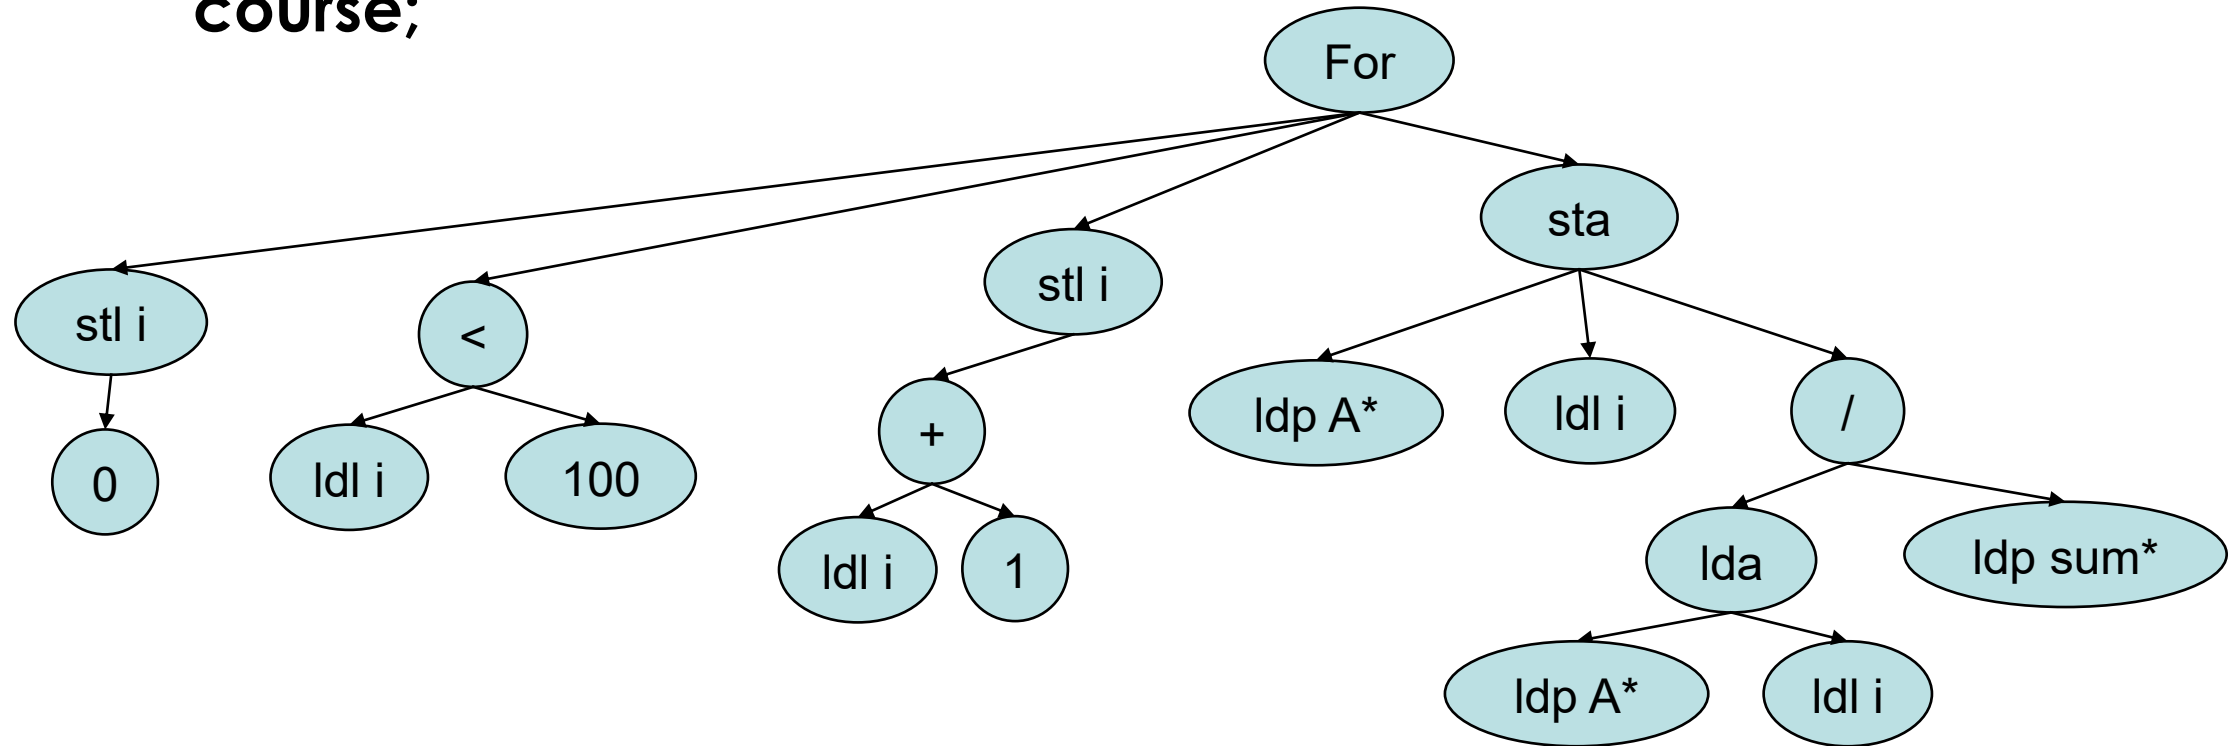 course;
For
sta
stl i
stl i
<
ldp A*
ldl i
/
+
0
ldl i
100
lda
ldp sum*
ldl i
1
ldp A*
ldl i